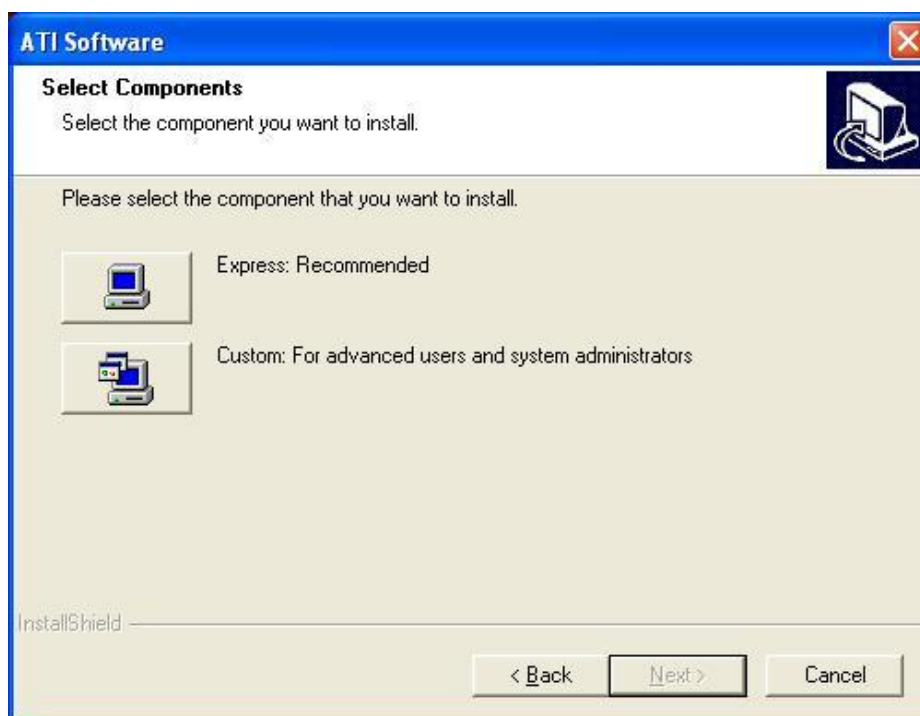 ATI Software
Select Components
Select the component you want to install.
Please select the component that you want to install.
Express: Recommended
Custom: For advanced users and system administrators
InstallShield
< Back Next > Cancel